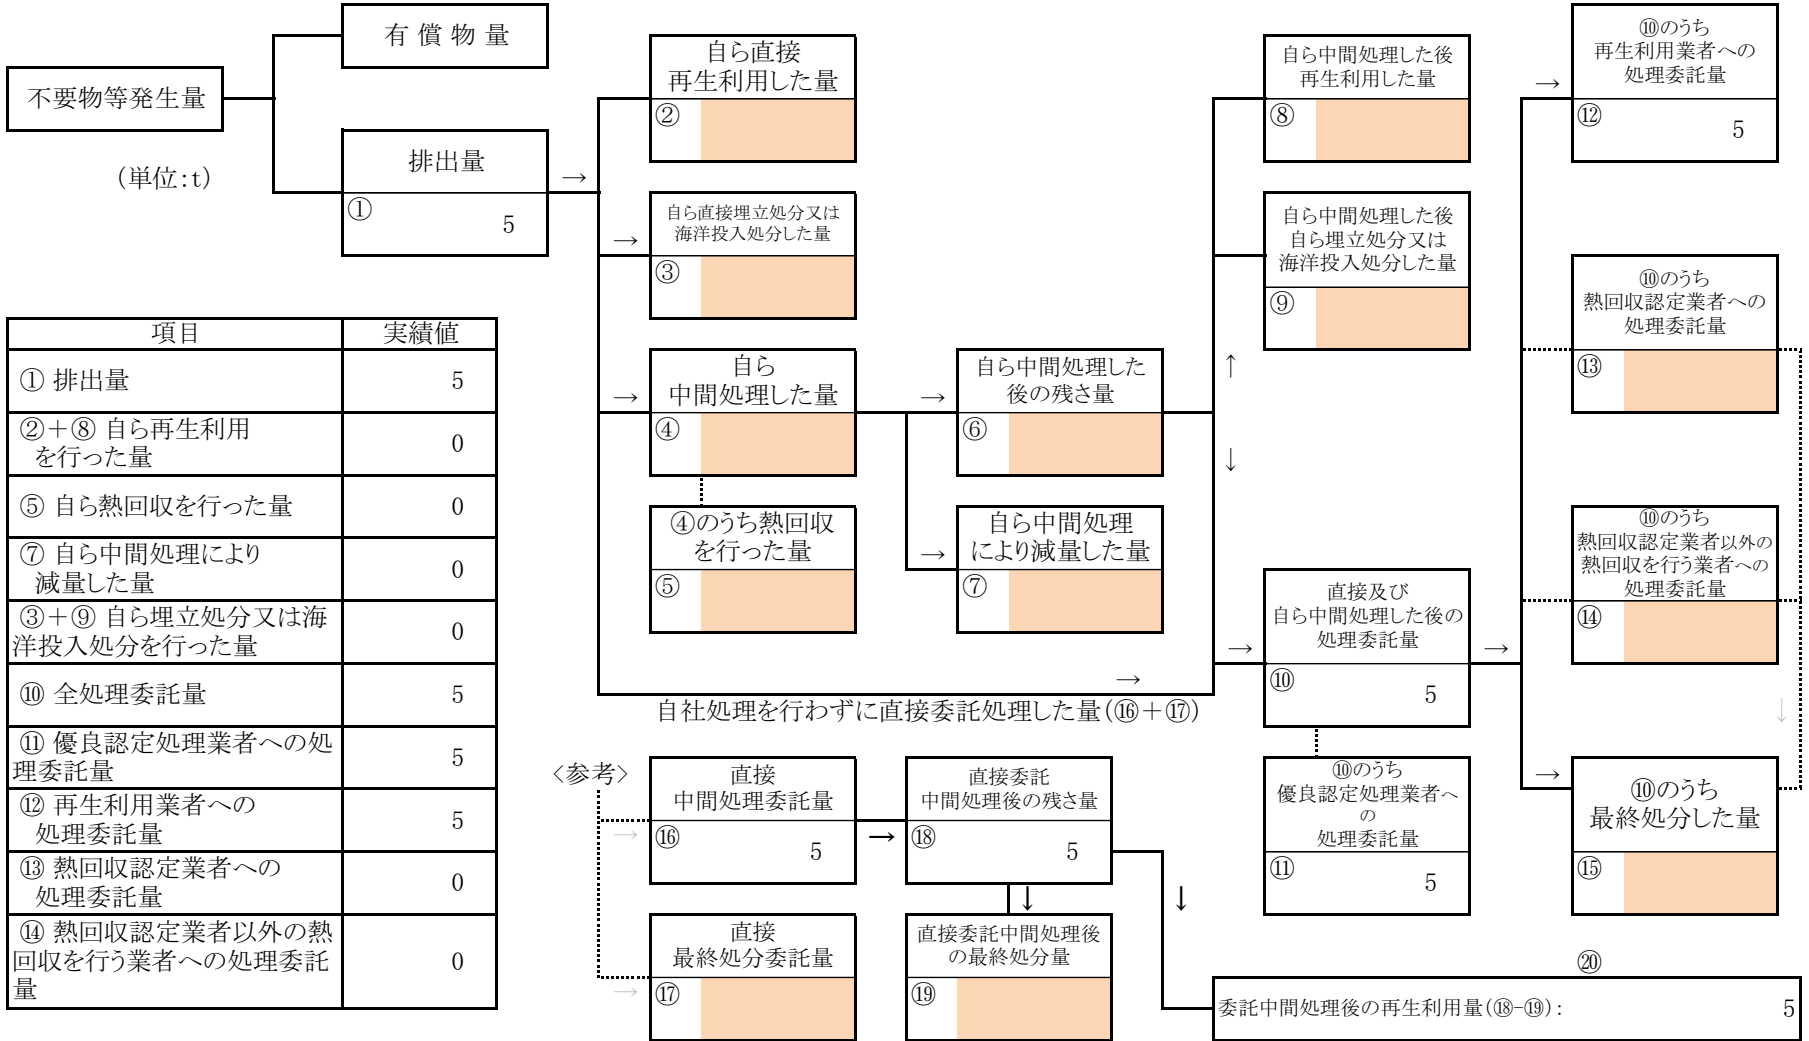 有 償 物 量
不要物等発生量
(単位:t)
排出量
①
5
→
自ら直接
再生利用した量
②
→
自ら直接埋立処分又は
海洋投入処分した量
③
→
自ら
中間処理した量
④
④のうち熱回収
を行った量
⑤
→
自ら中間処理した
後の残さ量
⑥
→
自ら中間処理
により減量した量
⑦
自ら中間処理した後
再生利用した量
⑧
自ら中間処理した後
自ら埋立処分又は
海洋投入処分した量
⑨
↑
↓
→
自社処理を行わずに直接委託処理した量(⑯+⑰)
→
直接及び
自ら中間処理した後の
処理委託量
⑩
5
⑩のうち
優良認定処理業者へ
の
処理委託量
⑪
5
→
→
⑩のうち
再生利用業者への
処理委託量
⑫
5
⑩のうち
熱回収認定業者への
処理委託量
⑬
⑩のうち
熱回収認定業者以外の
熱回収を行う業者への
処理委託量
⑭
↓
→
⑩のうち
最終処分した量
⑮
項目 実績値
① 排出量 5
②+⑧ 自ら再生利用
を行った量 0
⑤ 自ら熱回収を行った量 0
⑦ 自ら中間処理により
減量した量 0
③+⑨ 自ら埋立処分又は海
洋投入処分を行った量 0
⑩ 全処理委託量 5
⑪ 優良認定処理業者への処
理委託量 5
⑫ 再生利用業者への
処理委託量 5
⑬ 熱回収認定業者への
処理委託量 0
⑭ 熱回収認定業者以外の熱
回収を行う業者への処理委託
量 0
<参考>
→
直接
中間処理委託量
⑯
5
→
直接委託
中間処理後の残さ量
⑱
5
→
直接
最終処分委託量
⑰
↓
直接委託中間処理後
の最終処分量
⑲
↓
⑳
委託中間処理後の再生利用量(⑱-⑲): 5